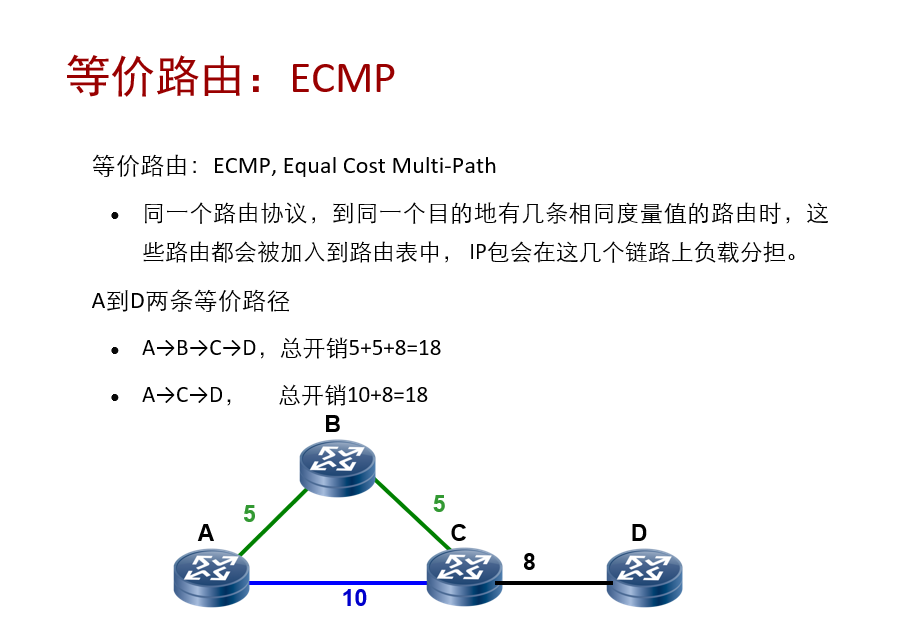 等价路由：ECMP
等价路由：ECMP, Equal Cost Multi-Path
• 同一个路由协议，到同一个目的地有几条相同度量值的路由时，这
些路由都会被加入到路由表中， IP包会在这几个链路上负载分担。
A到D两条等价路径
• A→B→C→D，总开销5+5+8=18
• A→C→D， 总开销10+8=18
B
5
5
A
C
D
8
10